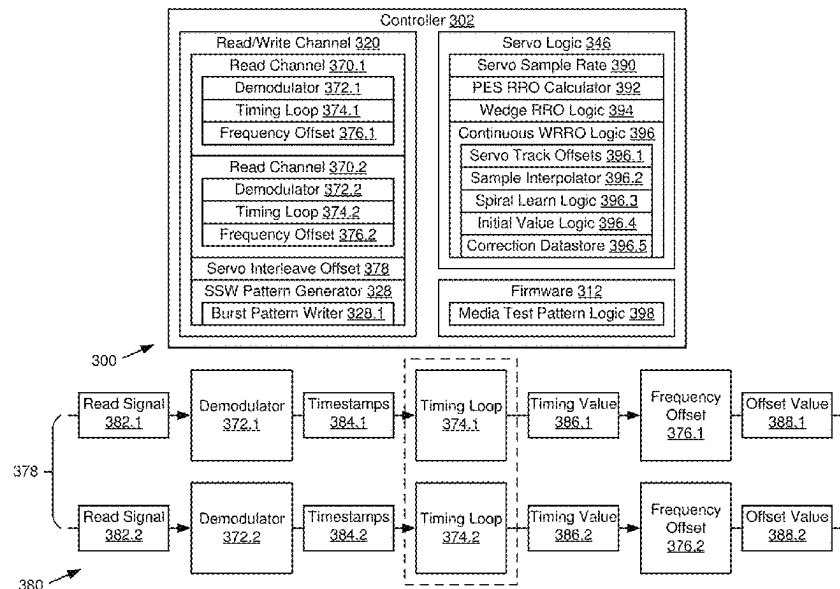 Controller 302
Read/Write Channel 320
Read Channel 370.1
Demodulator 372.1
Timing Loop 374.1
Frequency Offset 376.1
Read Channel 370.2
Demodulator 372.2
Timing Loop 374.2
Frequency Offset 376.2
Servo Interleave Offset 378
SSW Pattern Generator 328
Burst Pattern Writer 328.1
Servo Logic 346
Servo Sample Rate 390
PES RRO Calculator 392
Wedge RRO Logic 394
Continuous WRRO Logic 396
Servo Track Offsets 396.1
Sample Interpolator 396.2
Spiral Learn Logic 396.3
Initial Value Logic 396.4
Correction Datastore 396.5
Firmware 312
Media Test Pattern Logic 398
300
Read Signal
382.1
Demodulator
372.1
Timestamps
384.1
Timing Loop
374.1
Timing Value
386.1
Frequency
Offset
376.1
Offset Value
388.1
378
Read Signal
382.2
Demodulator
372.2
Timestamps
384.2
Timing Loop
374.2
Timing Value
386.2
Frequency
Offset
376.2
Offset Value
388.2
380